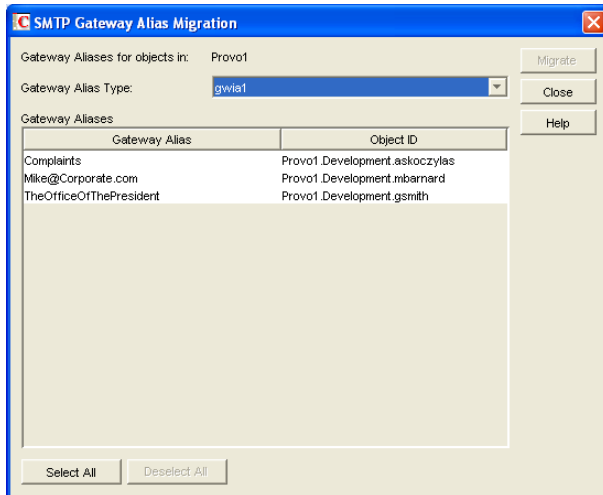 SMTP Gateway Alias Migration
Gateway Aliases for objects in: Provo1
Migrate
Gateway Alias Type: gwia1
Close
Gateway Aliases
Help
Gateway Alias Object ID
Complaints Provo1.Development.askoczylas
Mike@Corporate.com Provo1.Development.mbarnard
TheOfficeOfThePresident Provo1.Development.gsmith
Select All Deselect All